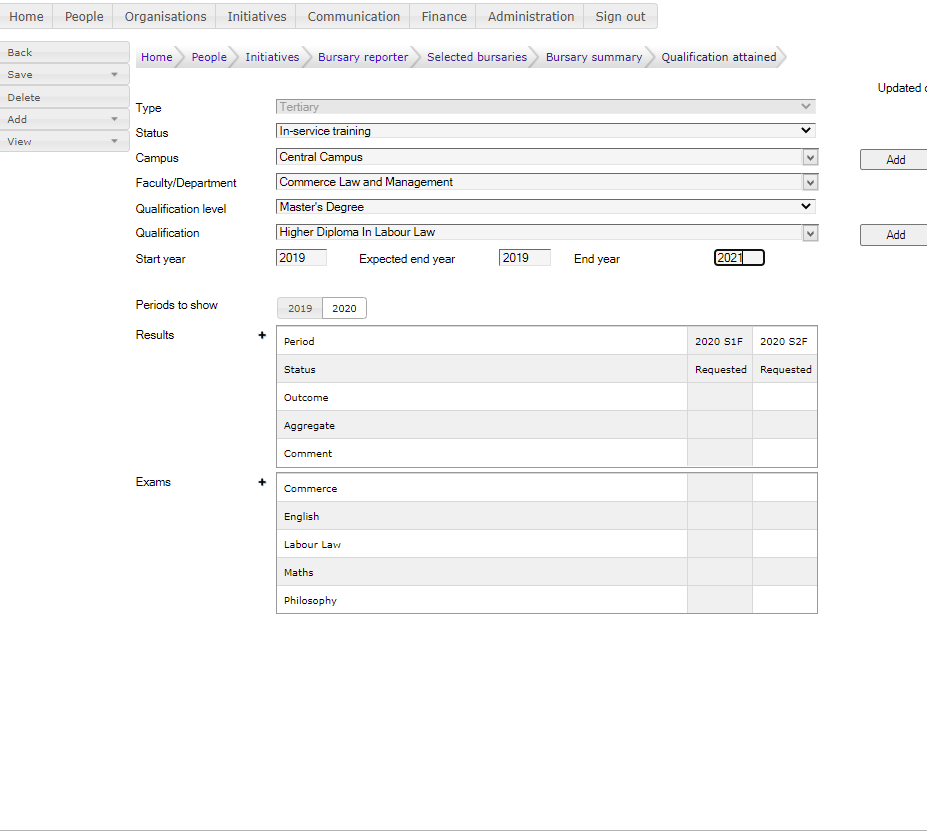 Home People Organisations Initiatives Communication Finance Administration Sign out
Back
Save
Delete
Add
View
Home People Initiatives Bursary reporter Selected bursaries Bursary summary Qualification attained
Updated
Type Tertiary
Status In-service training
Campus Central Campus Add
Faculty/Department Commerce Law and Management
Qualification level Master's Degree
Qualification Higher Diploma In Labour Law Add
Start year 2019 Expected end year 2019 End year 2021
Periods to show 2019 2020
Results + Period 2020 S1F 2020 S2F
Status Requested Requested
Outcome
Aggregate
Comment
Exams + Commerce
English
Labour Law
Maths
Philosophy